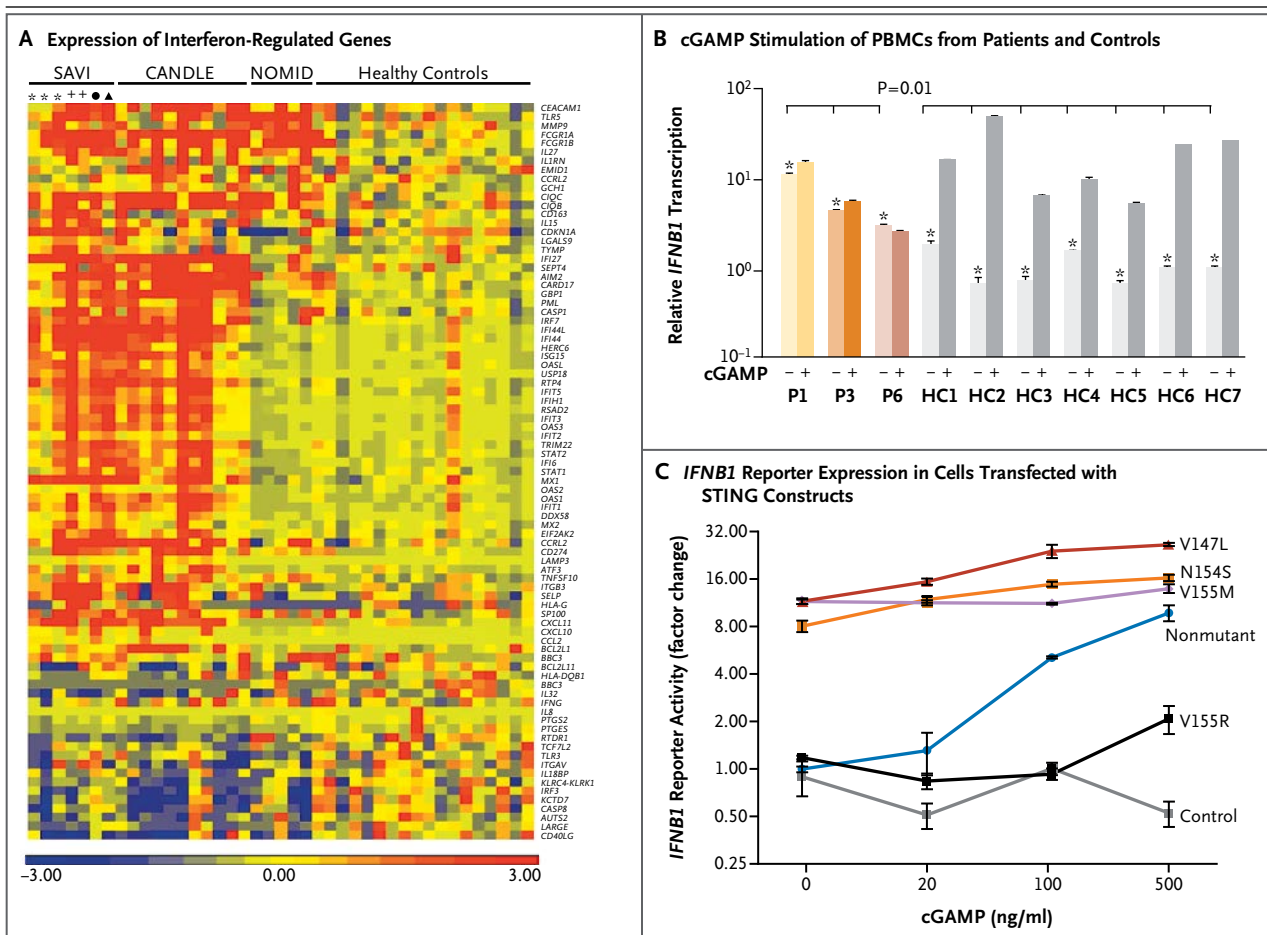 A Expression of Interferon-Regulated Genes
SAVI CANDLE NOMID Healthy Controls
* * * + + ● ▲
CEACAM1
TLR5
MMP9
FCGR1A
FCGR1B
IL27
IL1RN
EMID1
CCRL2
GCH1
CIQC
CIQB
CD163
IL15
CDKN1A
LGALS9
TYMP
IFI27
SEPT4
AIM2
CARD17
GBP1
PML
CASP1
IRF7
IFI44L
IFI44
HERC6
ISG15
OASL
USP18
RTP4
IFIT5
IFIH1
RSAD2
IFIT3
OAS3
IFIT2
TRIM22
STAT2
IFI6
STAT1
MX1
OAS2
OAS1
IFIT1
DDX58
MX2
EIF2AK2
CCRL2
CD274
LAMP3
ATF3
TNFSF10
ITGB3
SELP
HLA-G
SP100
CXCL11
CXCL10
CCL2
BCL2L1
BBC3
BCL2L11
HLA-DQB1
BBC3
IL32
IFNG
IL8
PTGS2
PTGES
RTDR1
TCF7L2
TLR3
ITGAV
IL18BP
KLRC4-KLRK1
IRF3
KCTD7
CASP8
AUTS2
LARGE
CD40LG
−3.00 0.00 3.00
B cGAMP Stimulation of PBMCs from Patients and Controls
P=0.01
Relative IFNB1 Transcription
10²
10¹
10⁰
10⁻¹
* * * * * * * * * *
cGAMP − + − + − + − + − + − + − + − + − + − +
P1 P3 P6 HC1 HC2 HC3 HC4 HC5 HC6 HC7
C IFNB1 Reporter Expression in Cells Transfected with
STING Constructs
IFNB1 Reporter Activity (factor change)
32.00
16.00
8.00
4.00
2.00
1.00
0.50
0.25
V147L
N154S
V155M
Nonmutant
V155R
Control
0 20 100 500
cGAMP (ng/ml)